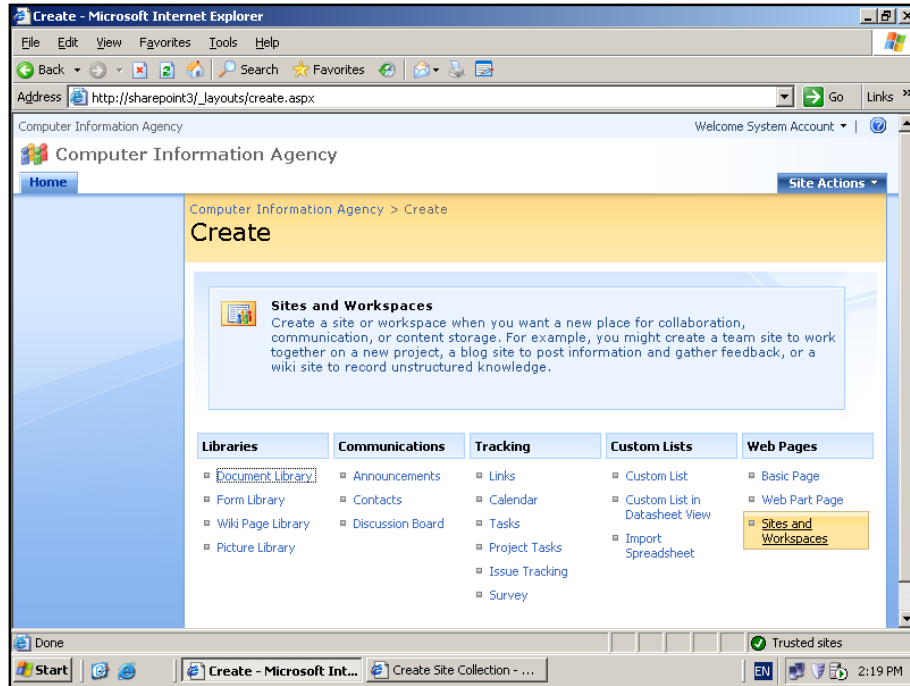 Create - Microsoft Internet Explorer
File Edit View Favorites Tools Help
Back Search Favorites
Address http://sharepoint3/_layouts/create.aspx Go Links »
Computer Information Agency Welcome System Account
Computer Information Agency
Home Site Actions
Computer Information Agency > Create
Create
Sites and Workspaces
Create a site or workspace when you want a new place for collaboration,
communication, or content storage. For example, you might create a team site to work
together on a new project, a blog site to post information and gather feedback, or a
wiki site to record unstructured knowledge.
Libraries Communications Tracking Custom Lists Web Pages
Document Library Announcements Links Custom List Basic Page
Form Library Contacts Calendar Custom List in Web Part Page
Datasheet View
Wiki Page Library Discussion Board Tasks Sites and
Import Workspaces
Picture Library Project Tasks Spreadsheet
Issue Tracking
Survey
Done Trusted sites
Start Create - Microsoft Int... Create Site Collection - ... EN 2:19 PM